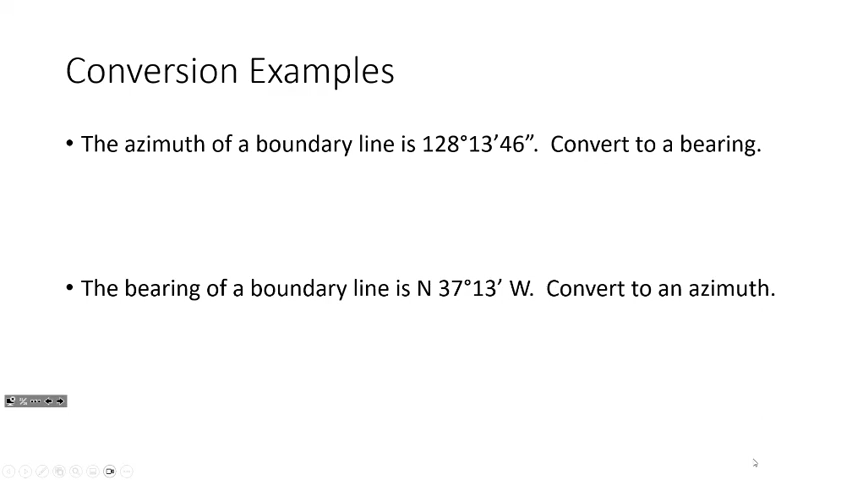 Conversion Examples
• The azimuth of a boundary line is 128°13’46”. Convert to a bearing.
• The bearing of a boundary line is N 37°13’ W. Convert to an azimuth.